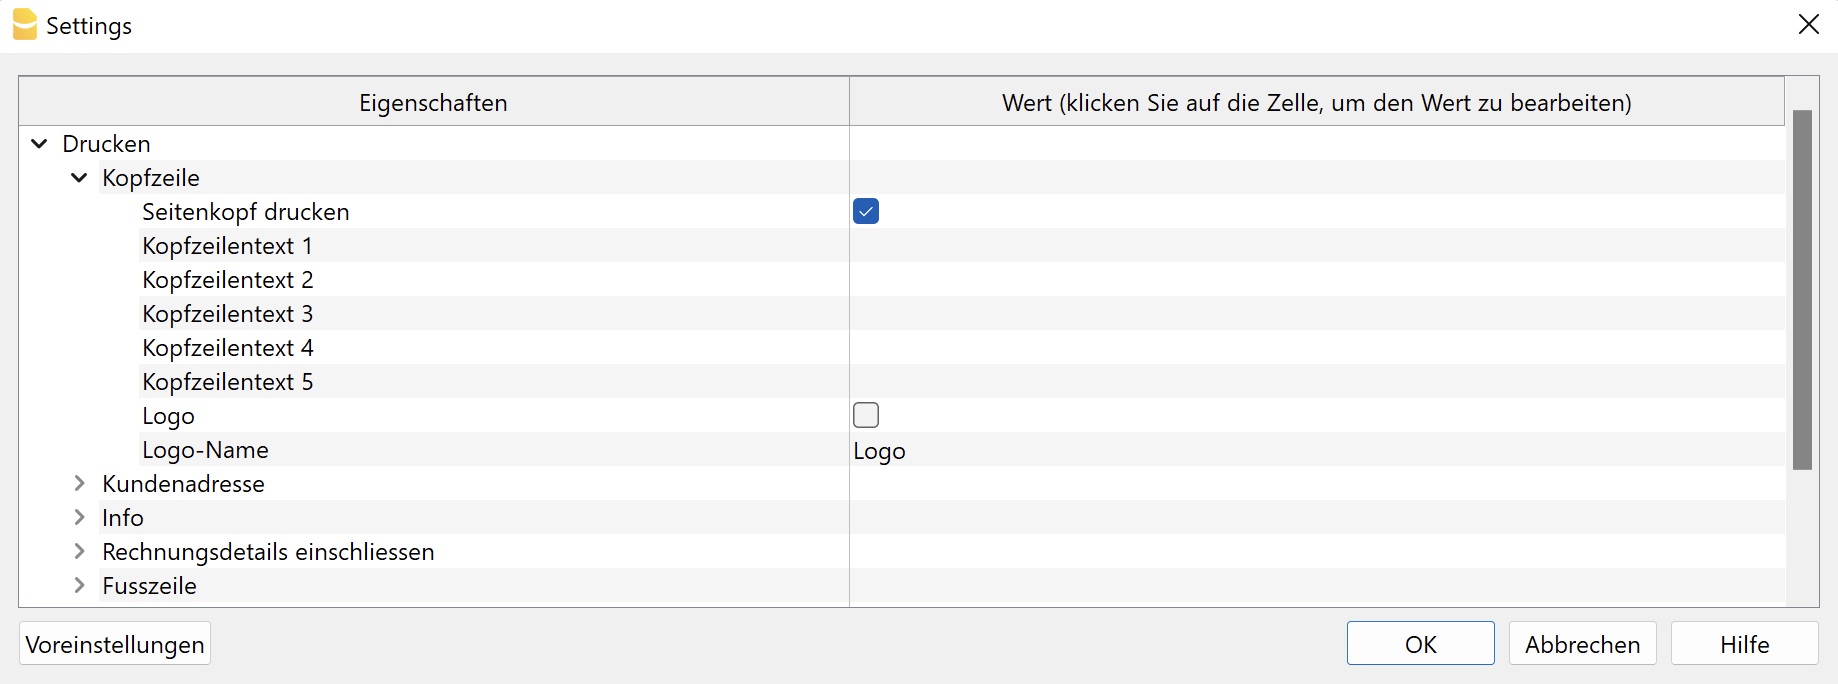 Settings
Eigenschaften Wert (klicken Sie auf die Zelle, um den Wert zu bearbeiten)
Drucken
Kopfzeile
Seitenkopf drucken
Kopfzeilentext 1
Kopfzeilentext 2
Kopfzeilentext 3
Kopfzeilentext 4
Kopfzeilentext 5
Logo
Logo-Name Logo
Kundenadresse
Info
Rechnungsdetails einschliessen
Fusszeile
Voreinstellungen OK Abbrechen Hilfe